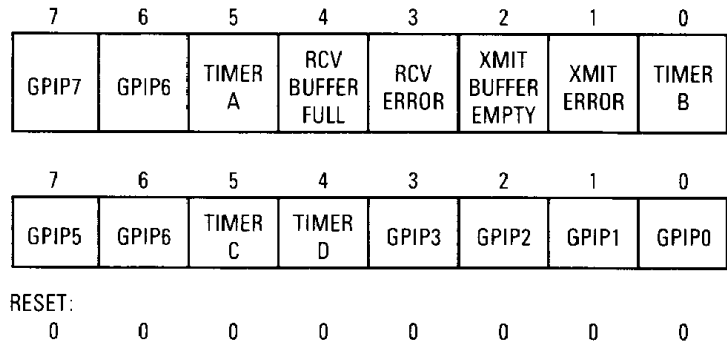 7 6 5 4 3 2 1 0
GPIP7 GPIP6 TIMER A RCV BUFFER FULL RCV ERROR XMIT BUFFER EMPTY XMIT ERROR TIMER B
7 6 5 4 3 2 1 0
GPIP5 GPIP6 TIMER C TIMER D GPIP3 GPIP2 GPIP1 GPIP0
RESET:
0 0 0 0 0 0 0 0